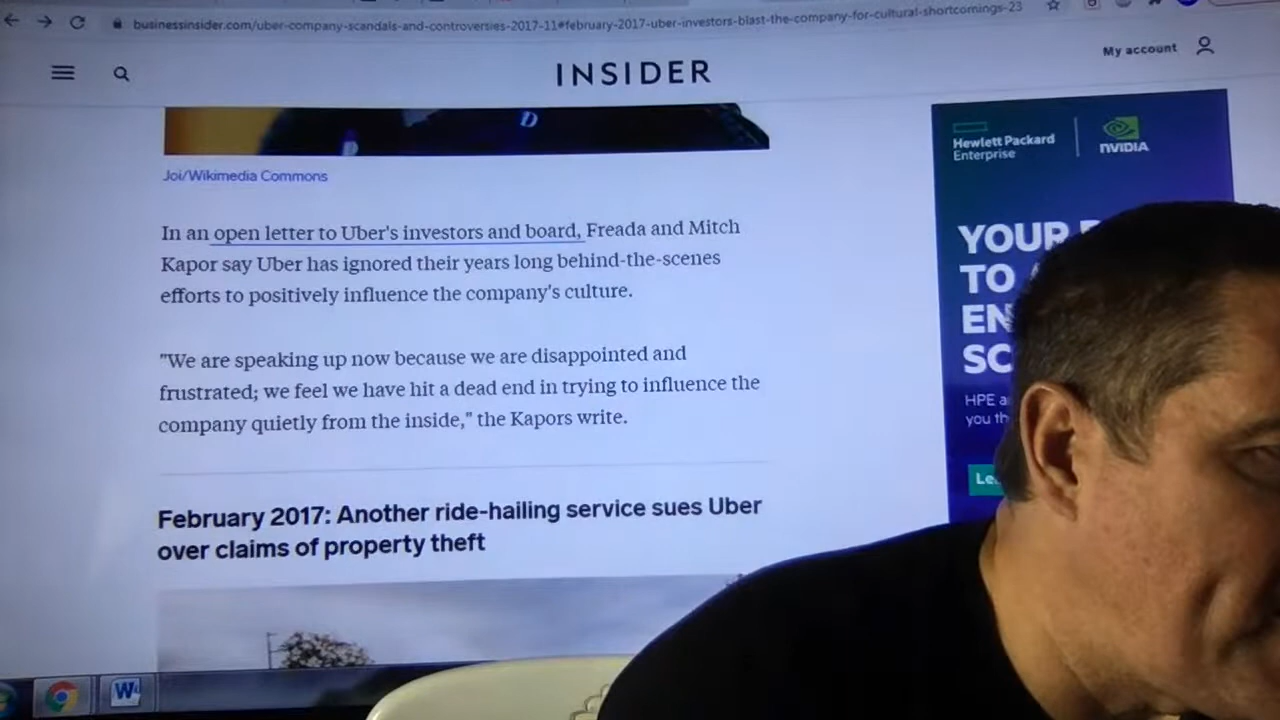 businessinsider.com/uber-company-scandals-and-controversies-2017-11#february-2017-uber-investors-blast-the-company-for-cultural-shortcomings-23
INSIDER
My account
D
Joi/Wikimedia Commons
In an open letter to Uber's investors and board, Freada and Mitch
Kapor say Uber has ignored their years long behind-the-scenes
efforts to positively influence the company's culture.
"We are speaking up now because we are disappointed and
frustrated; we feel we have hit a dead end in trying to influence the
company quietly from the inside," the Kapors write.
February 2017: Another ride-hailing service sues Uber
over claims of property theft
Hewlett Packard
Enterprise
NVIDIA
YOUR
TO
HPE
you
W